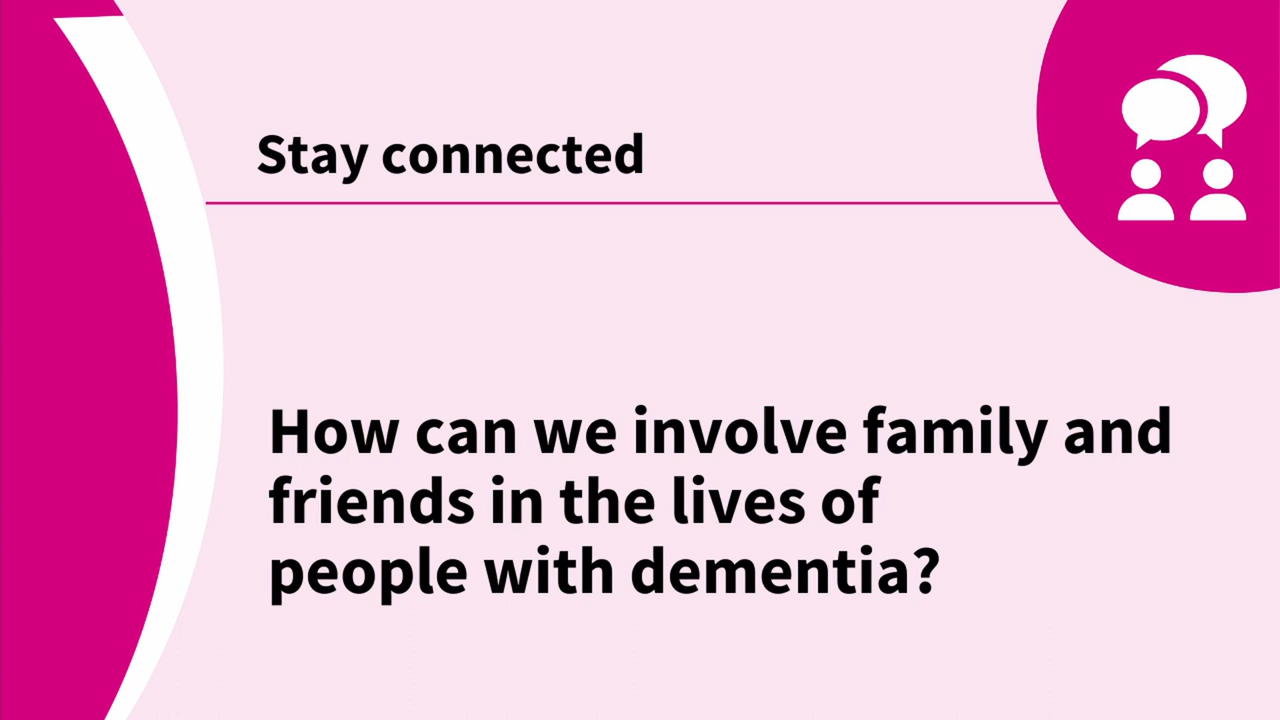 Stay connected
How can we involve family and
friends in the lives of
people with dementia?